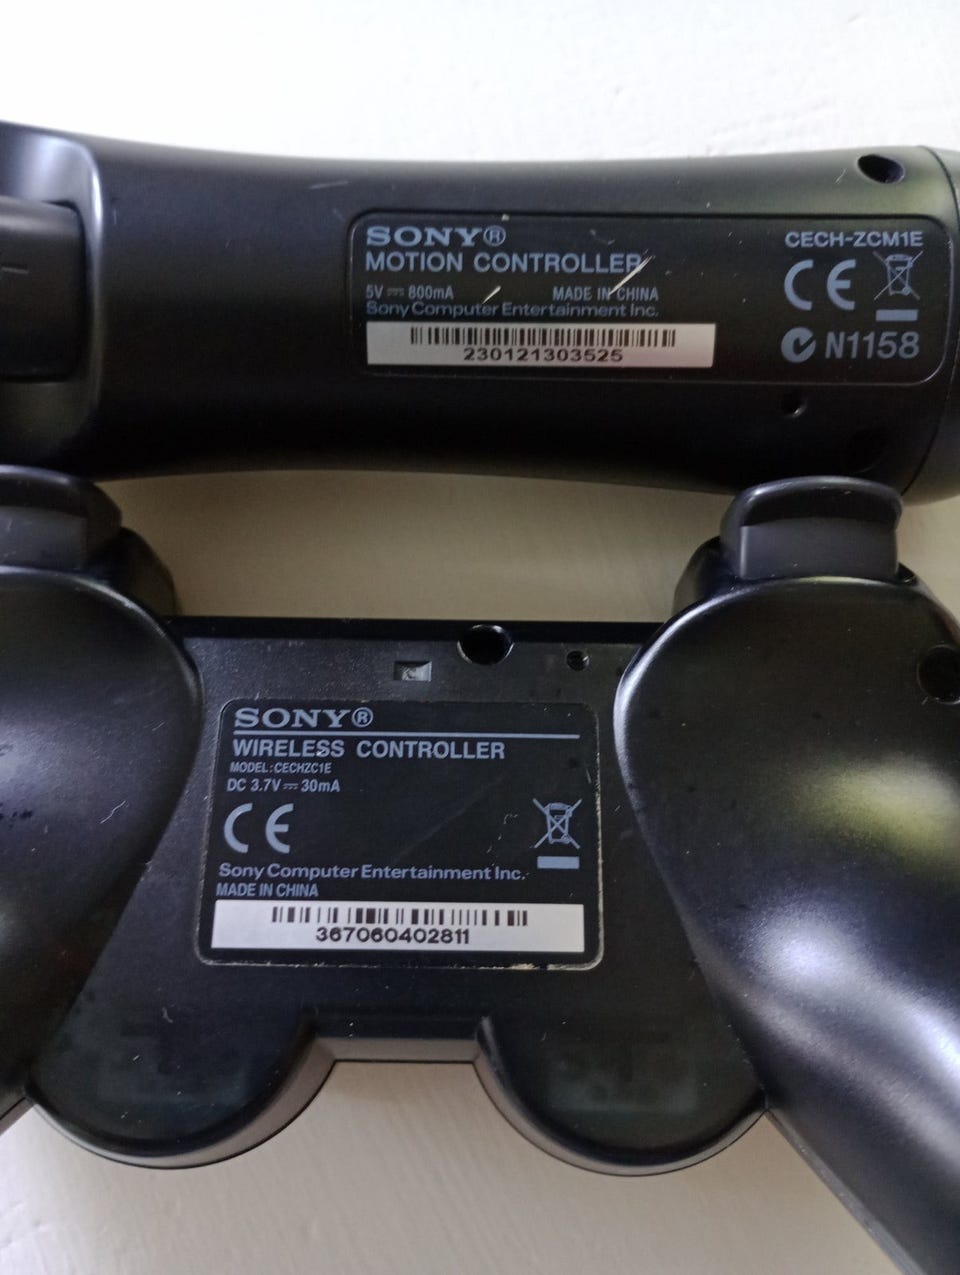 SONY®
MOTION CONTROLLER
5V ⎓ 800mA MADE IN CHINA
Sony Computer Entertainment Inc.
230121303525
CECH-ZCM1E
CE
N1158
SONY®
WIRELESS CONTROLLER
MODEL:CECHZC1E
DC 3.7V ⎓ 30mA
CE
Sony Computer Entertainment Inc.
MADE IN CHINA
367060402811